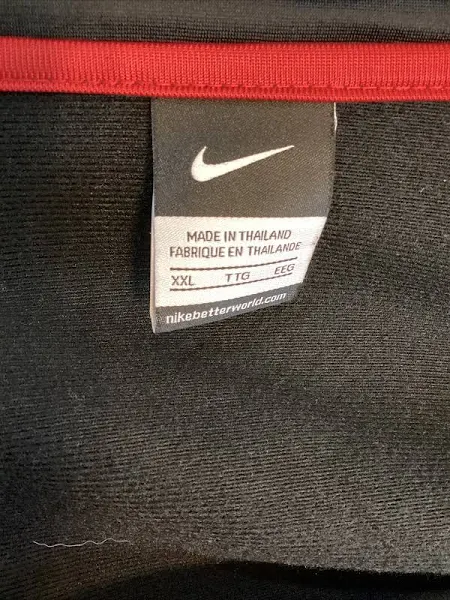 MADE IN THAILAND
FABRIQUE EN THAILANDE
XXL TTG EEG
nikebetterworld.com